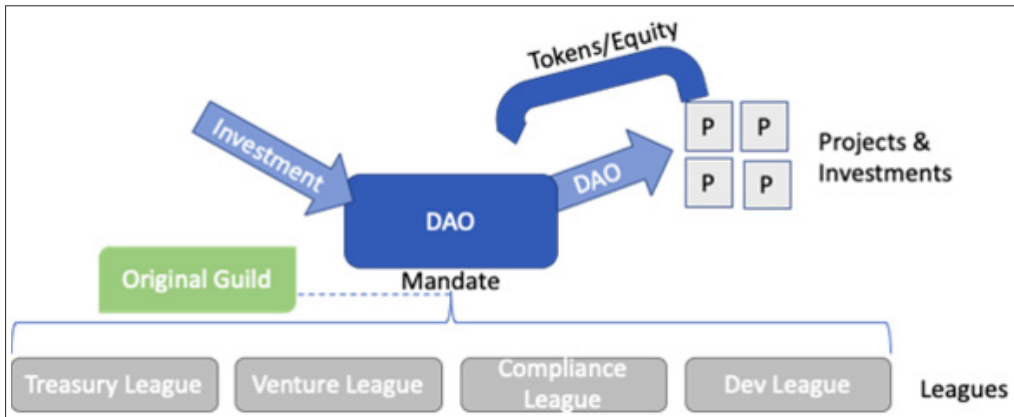 Tokens/Equity
Investment
DAO
P P
P P
Projects &
Investments
DAO
Original Guild
Mandate
Treasury League
Venture League
Compliance
League
Dev League
Leagues